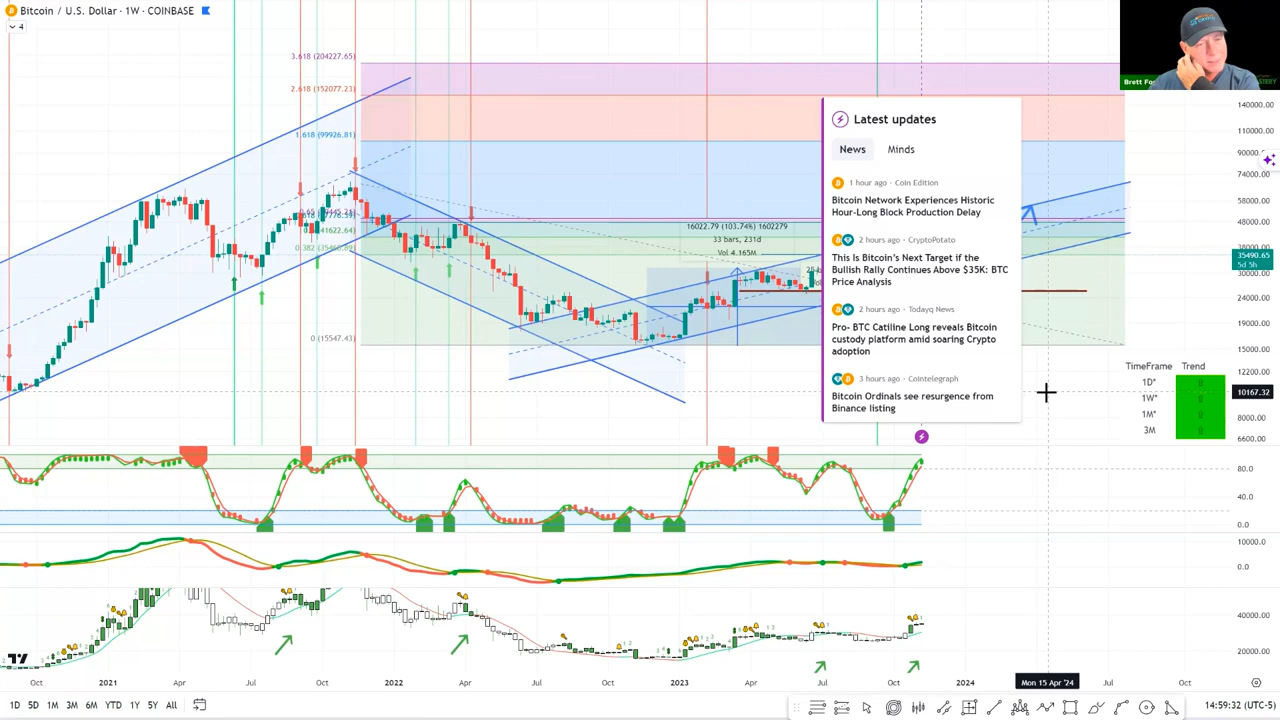 Bitcoin / U.S. Dollar · 1W · COINBASE
4
3.618 (204227.65)
2.618 (152077.23)
1.618 (99926.81)
0 (15547.43)
16022.79 (103.74%) 1602279
33 bars, 231d
Vol 4.165M
Latest updates
News Minds
1 hour ago · Coin Edition
Bitcoin Network Experiences Historic
Hour-Long Block Production Delay
2 hours ago · CryptoPotato
This Is Bitcoin's Next Target if the
Bullish Rally Continues Above $35K: BTC
Price Analysis
2 hours ago · Todayq News
Pro- BTC Catiline Long reveals Bitcoin
custody platform amid soaring Crypto
adoption
3 hours ago · Cointelegraph
Bitcoin Ordinals see resurgence from
Binance listing
140000.00
110000.00
90000.00
74000.00
58000.00
48000.00
38000.00
35490.65
5d 5h
30000.00
24000.00
19000.00
15000.00
12200.00
10167.32
8000.00
6600.00
TimeFrame Trend
1D*
1W*
1M*
3M
80.0
40.0
0.0
10000.0
0.0
40000.00
20000.00
Oct 2021 Apr Jul Oct 2022 Apr Jul Oct 2023 Apr Jul Oct 2024 Mon 15 Apr '24 Jul Oct
1D 5D 1M 3M 6M YTD 1Y 5Y All
14:59:32 (UTC-5)